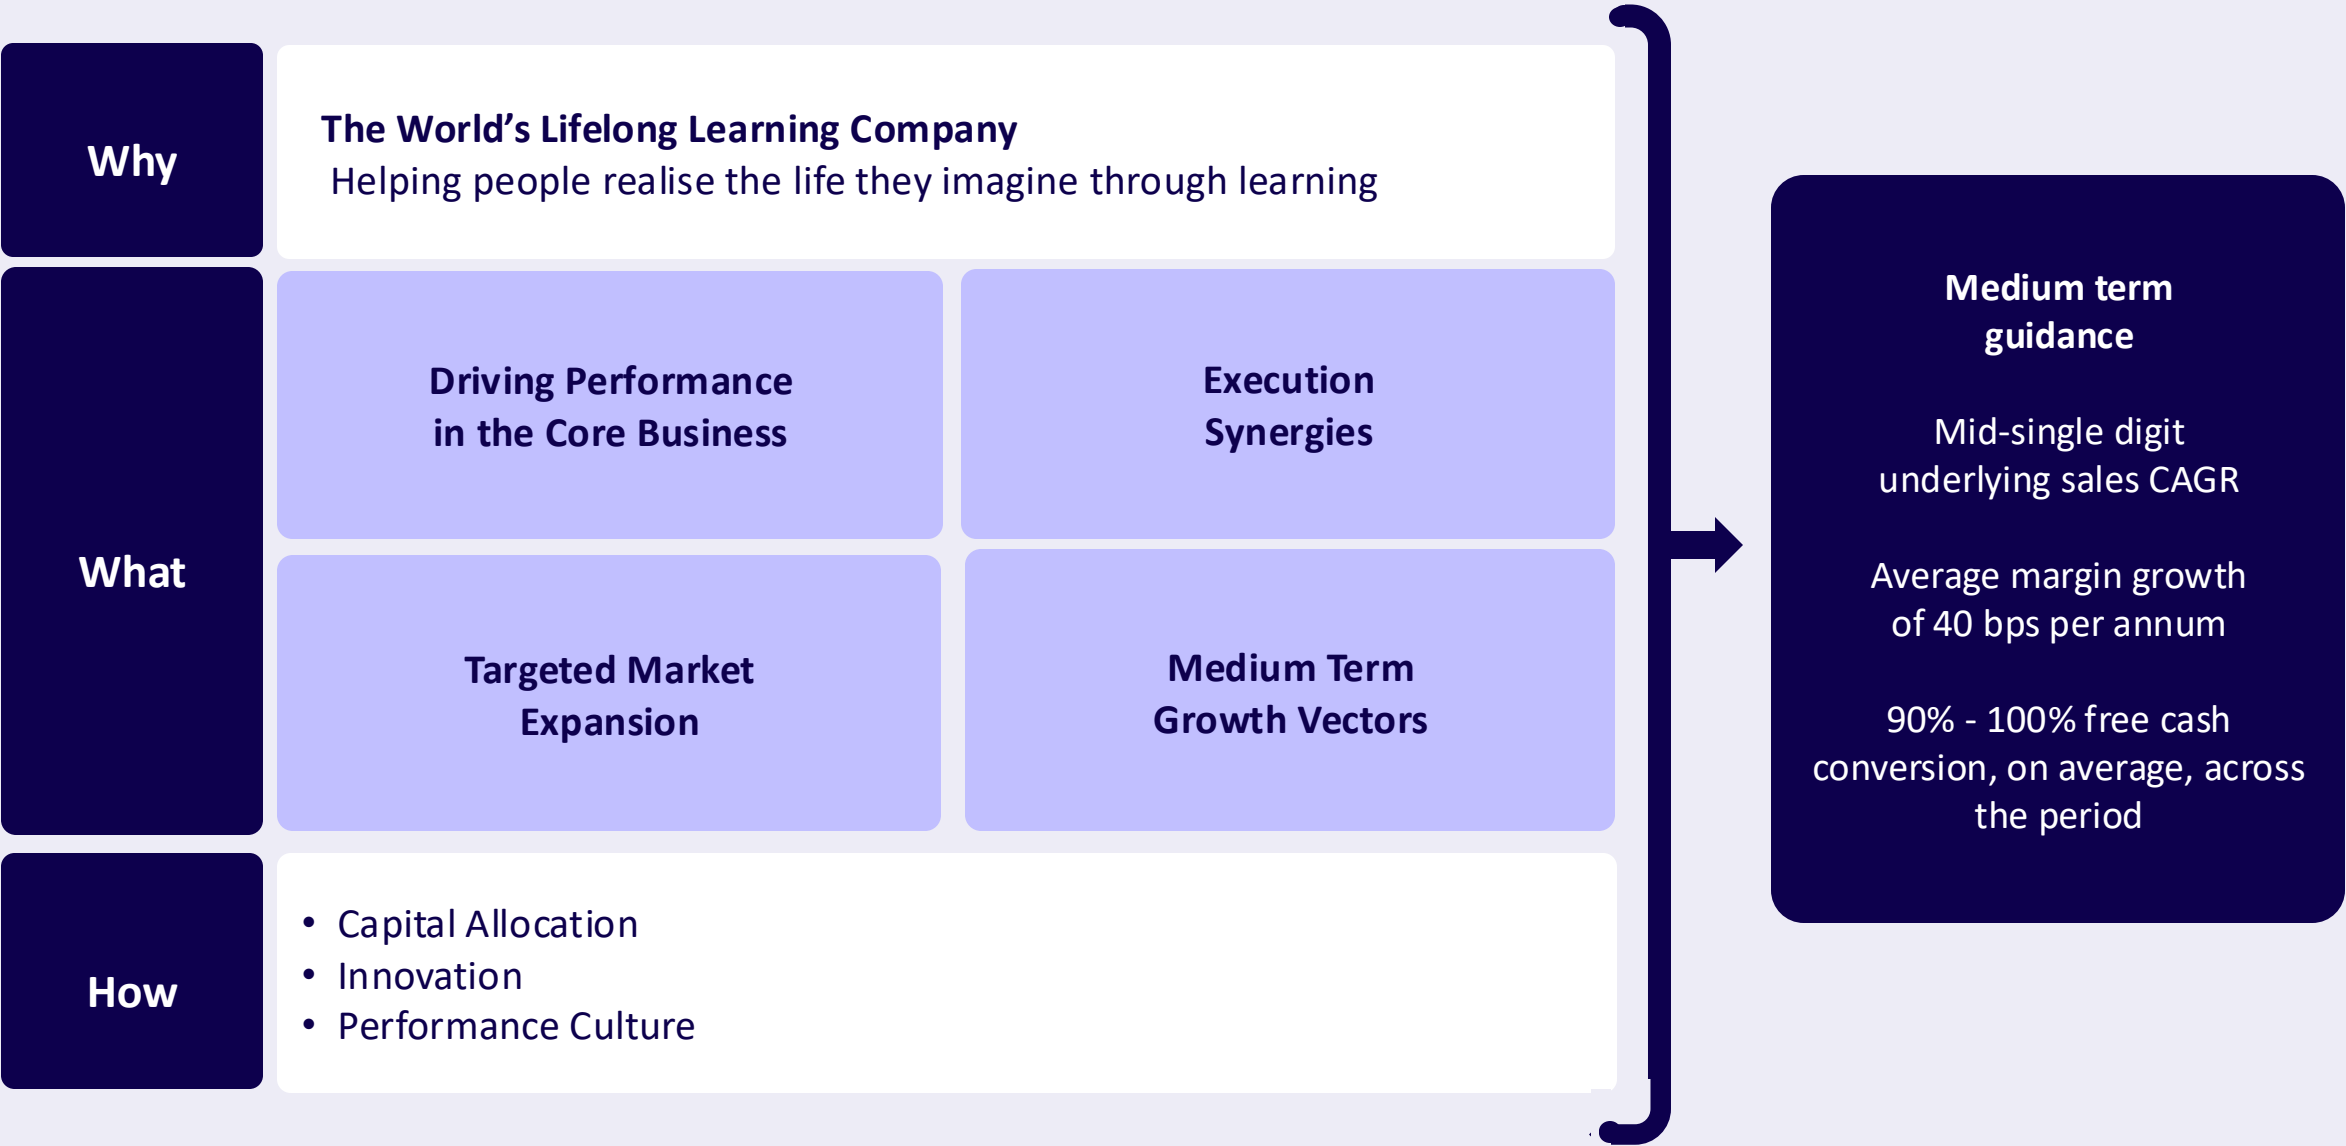 Why
The World’s Lifelong Learning Company
Helping people realise the life they imagine through learning
What
Driving Performance
in the Core Business
Execution
Synergies
Targeted Market
Expansion
Medium Term
Growth Vectors
How
• Capital Allocation
• Innovation
• Performance Culture
Medium term
guidance
Mid-single digit
underlying sales CAGR
Average margin growth
of 40 bps per annum
90% - 100% free cash
conversion, on average, across
the period